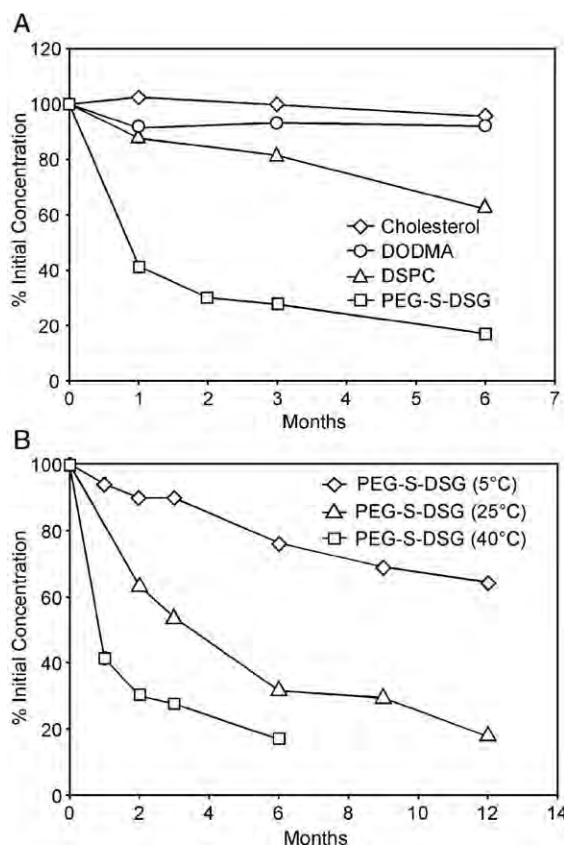 A
120
100
80
60
40
20
0
% Initial Concentration
Cholesterol
DODMA
DSPC
PEG-S-DSG
0 1 2 3 4 5 6 7
Months
B
100
80
60
40
20
0
% Initial Concentration
PEG-S-DSG (5°C)
PEG-S-DSG (25°C)
PEG-S-DSG (40°C)
0 2 4 6 8 10 12 14
Months